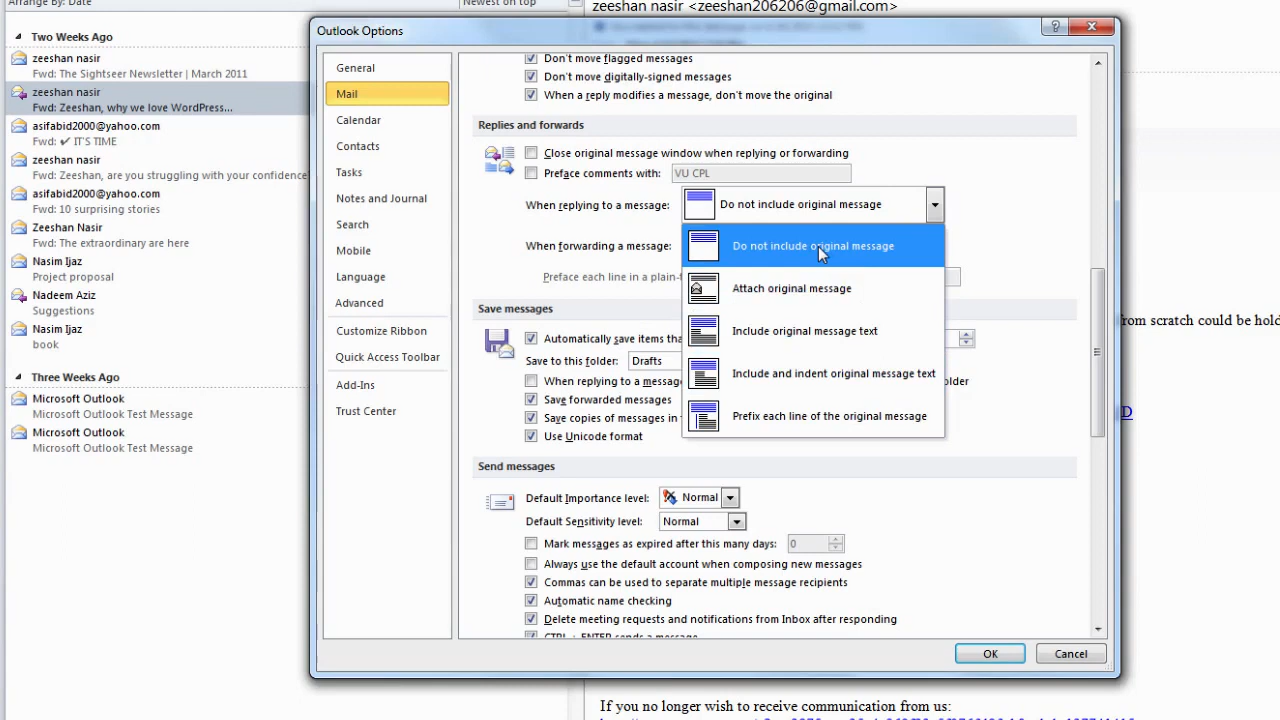 Arrange By: Date
Newest on top
Two Weeks Ago
zeeshan nasir
Fwd: The Sightseer Newsletter | March 2011
zeeshan nasir
Fwd: Zeeshan, why we love WordPress...
asifabid2000@yahoo.com
Fwd: ✔ IT'S TIME
zeeshan nasir
Fwd: Zeeshan, are you struggling with your confidence
asifabid2000@yahoo.com
Fwd: 10 surprising stories
Zeeshan Nasir
Fwd: The extraordinary are here
Nasim Ijaz
Project proposal
Nadeem Aziz
Suggestions
Nasim Ijaz
book
Three Weeks Ago
Microsoft Outlook
Microsoft Outlook Test Message
Microsoft Outlook
Microsoft Outlook Test Message
zeeshan nasir <zeeshan206206@gmail.com>
Outlook Options
General
Mail
Calendar
Contacts
Tasks
Notes and Journal
Search
Mobile
Language
Advanced
Customize Ribbon
Quick Access Toolbar
Add-Ins
Trust Center
Don't move flagged messages
Don't move digitally-signed messages
When a reply modifies a message, don't move the original
Replies and forwards
Close original message window when replying or forwarding
Preface comments with: VU CPL
When replying to a message: Do not include original message
Do not include original message
Attach original message
Include original message text
Include and indent original message text
Prefix each line of the original message
When forwarding a message:
Preface each line in a plain-t
Save messages
Automatically save items tha
Save to this folder: Drafts
When replying to a messag older
Save forwarded messages
Save copies of messages in t
Use Unicode format
Send messages
Default Importance level: Normal
Default Sensitivity level: Normal
Mark messages as expired after this many days: 0
Always use the default account when composing new messages
Commas can be used to separate multiple message recipients
Automatic name checking
Delete meeting requests and notifications from Inbox after responding
CTRL + ENTER sends a message
OK
Cancel
from scratch could be hold
D
If you no longer wish to receive communication from us: